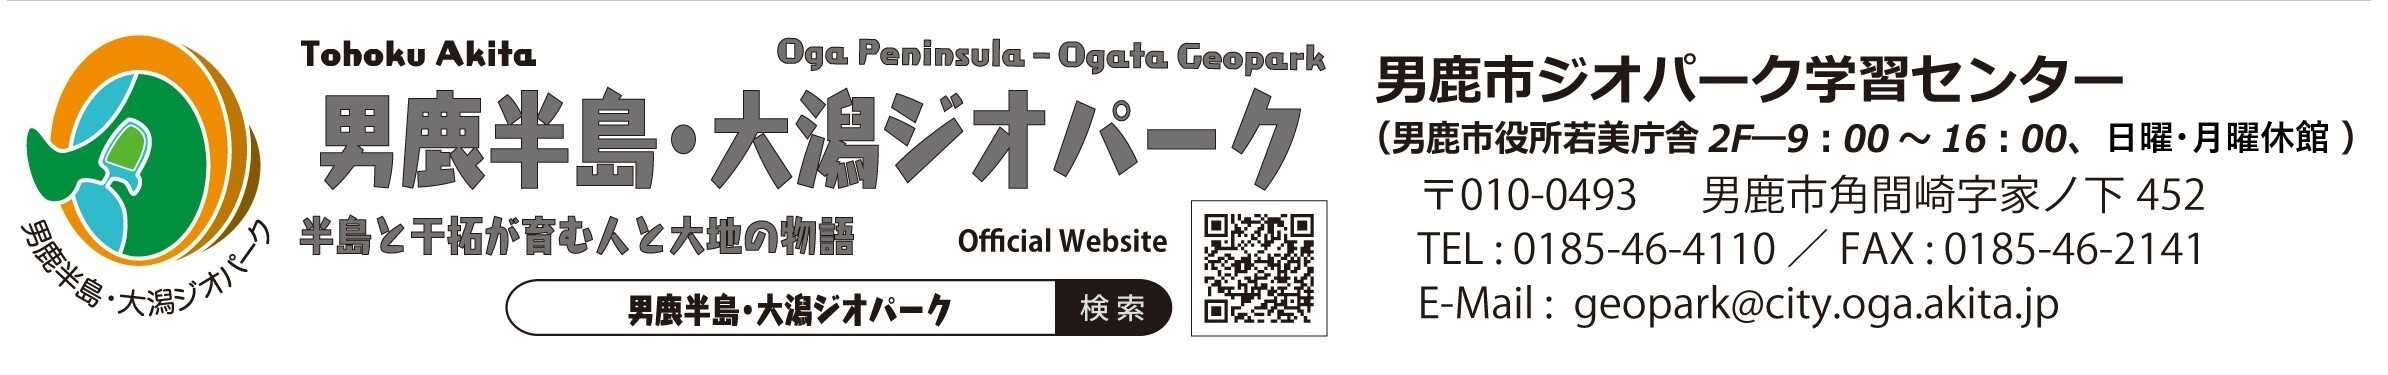 Tohoku Akita
Oga Peninsula – Ogata Geopark
男鹿半島・大潟ジオパーク
半島と干拓が育む人と大地の物語
Official Website
男鹿半島・大潟ジオパーク 検索
男鹿半島・大潟ジオパーク
男鹿市ジオパーク学習センター
（男鹿市役所若美庁舎 2F—9：00 ～ 16：00、日曜・月曜休館 ）
〒010-0493 男鹿市角間崎字家ノ下 452
TEL : 0185-46-4110 ／ FAX : 0185-46-2141
E-Mail : geopark@city.oga.akita.jp